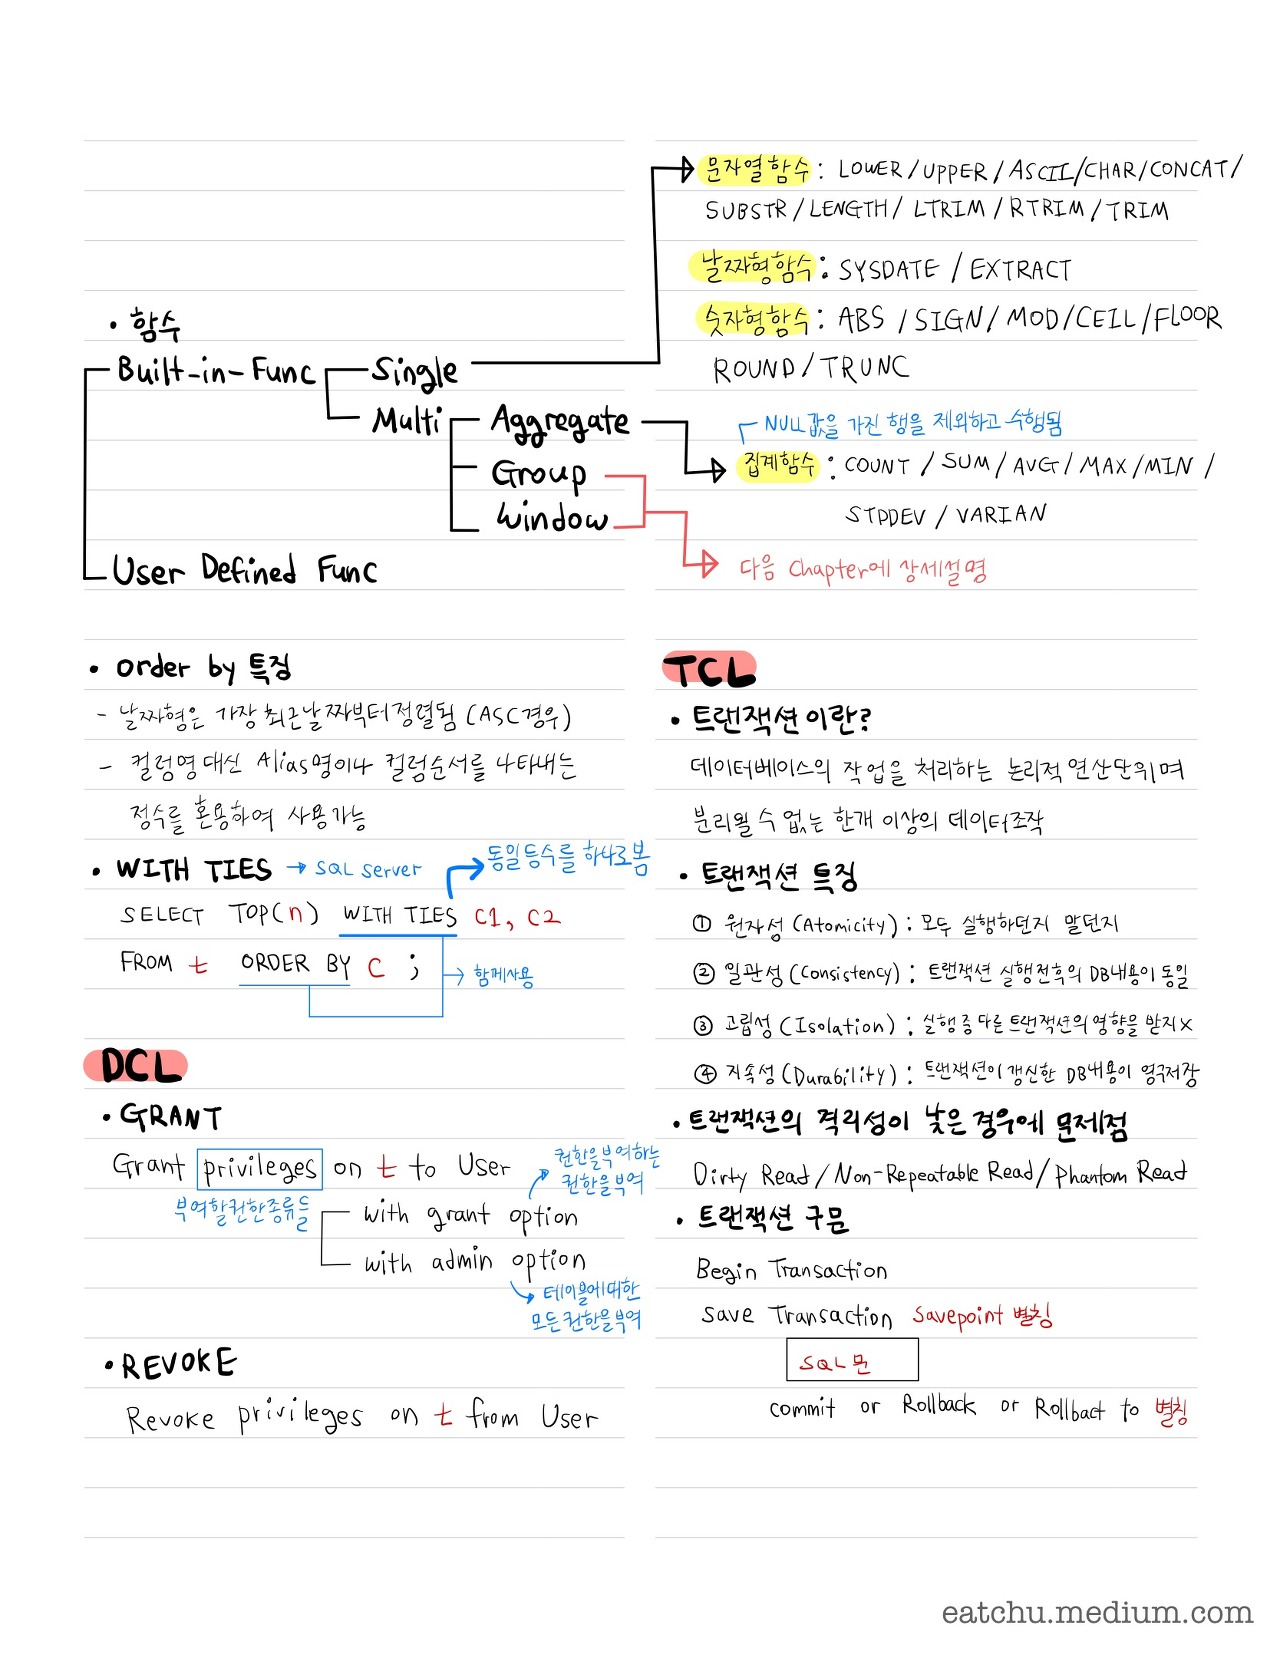 • 함수
Built-in-Func
Single
Multi
Aggregate
Group
Window
User Defined Func
문자열함수 : LOWER / UPPER / ASCII / CHAR / CONCAT /
SUBSTR / LENGTH / LTRIM / RTRIM / TRIM
날짜형함수 : SYSDATE / EXTRACT
숫자형함수 : ABS / SIGN / MOD / CEIL / FLOOR
ROUND / TRUNC
NULL값을 가진 행을 제외하고 수행됨
집계함수 : COUNT / SUM / AVG / MAX / MIN /
STDDEV / VARIAN
다음 Chapter에 상세설명
• order by 특징
- 날짜형은 가장 최근날짜부터 정렬됨 (ASC경우)
- 컬럼명 대신 Alias명이나 컬럼순서를 나타내는
정수를 혼용하여 사용가능
• WITH TIES → SQL server
동일등수를 하나로봄
SELECT TOP(n) WITH TIES C1, C2
FROM t ORDER BY C ;
함께사용
DCL
• GRANT
Grant privileges on t to User
권한을부여하는
권한을부여
부여할권한종류들
with grant option
with admin option
테이블에대한
모든권한을부여
• REVOKE
Revoke privileges on t from User
TCL
• 트랜잭션이란?
데이터베이스의 작업을 처리하는 논리적 연산단위며
분리될 수 없는 한개 이상의 데이터조작
• 트랜잭션 특징
① 원자성 (Atomicity) : 모두 실행하던지 말던지
② 일관성 (Consistency) : 트랜잭션 실행전후의 DB내용이 동일
③ 고립성 (Isolation) : 실행중 다른 트랜잭션의 영향을 받지 X
④ 지속성 (Durability) : 트랜잭션이 갱신한 DB내용이 영구저장
• 트랜잭션의 격리성이 낮은 경우에 문제점
Dirty Read / Non-Repeatable Read / Phantom Read
• 트랜잭션 구문
Begin Transaction
Save Transaction Savepoint 별칭
SQL문
commit or Rollback or Rollbact to 별칭
eatchu.medium.com